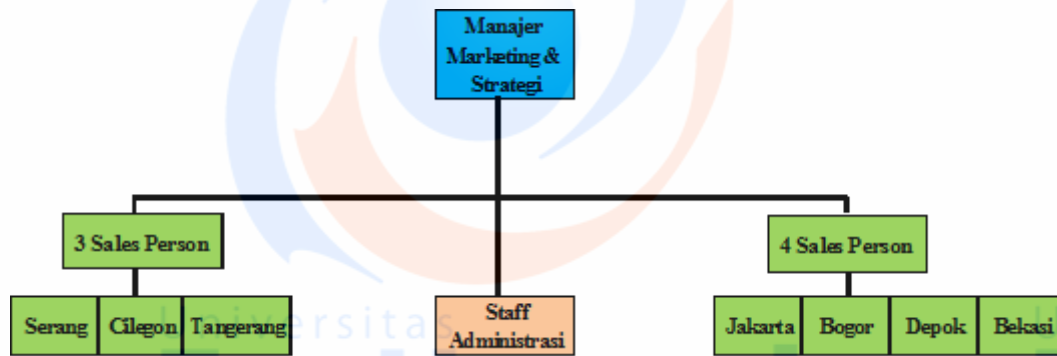 Manajer
Marketing &
Strategi
3 Sales Person
4 Sales Person
Serang
Cilegon
Tangerang
Staff
Administrasi
Jakarta
Bogor
Depok
Bekasi
Universitas